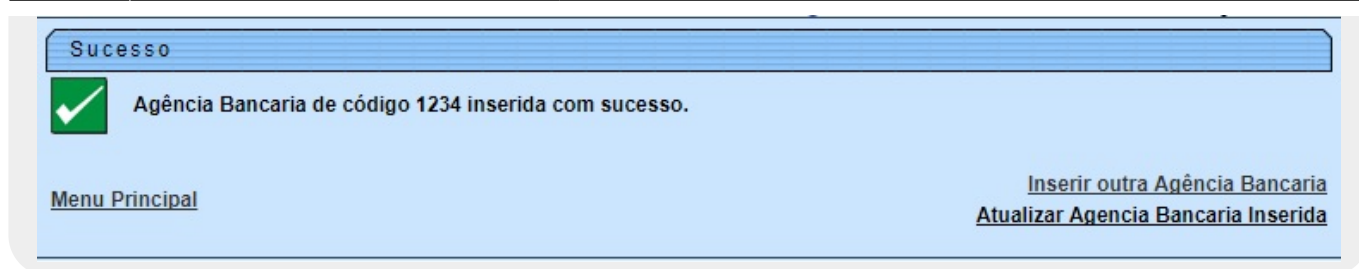 Sucesso
Agência Bancaria de código 1234 inserida com sucesso.
Inserir outra Agência Bancaria
Menu Principal
Atualizar Agencia Bancaria Inserida